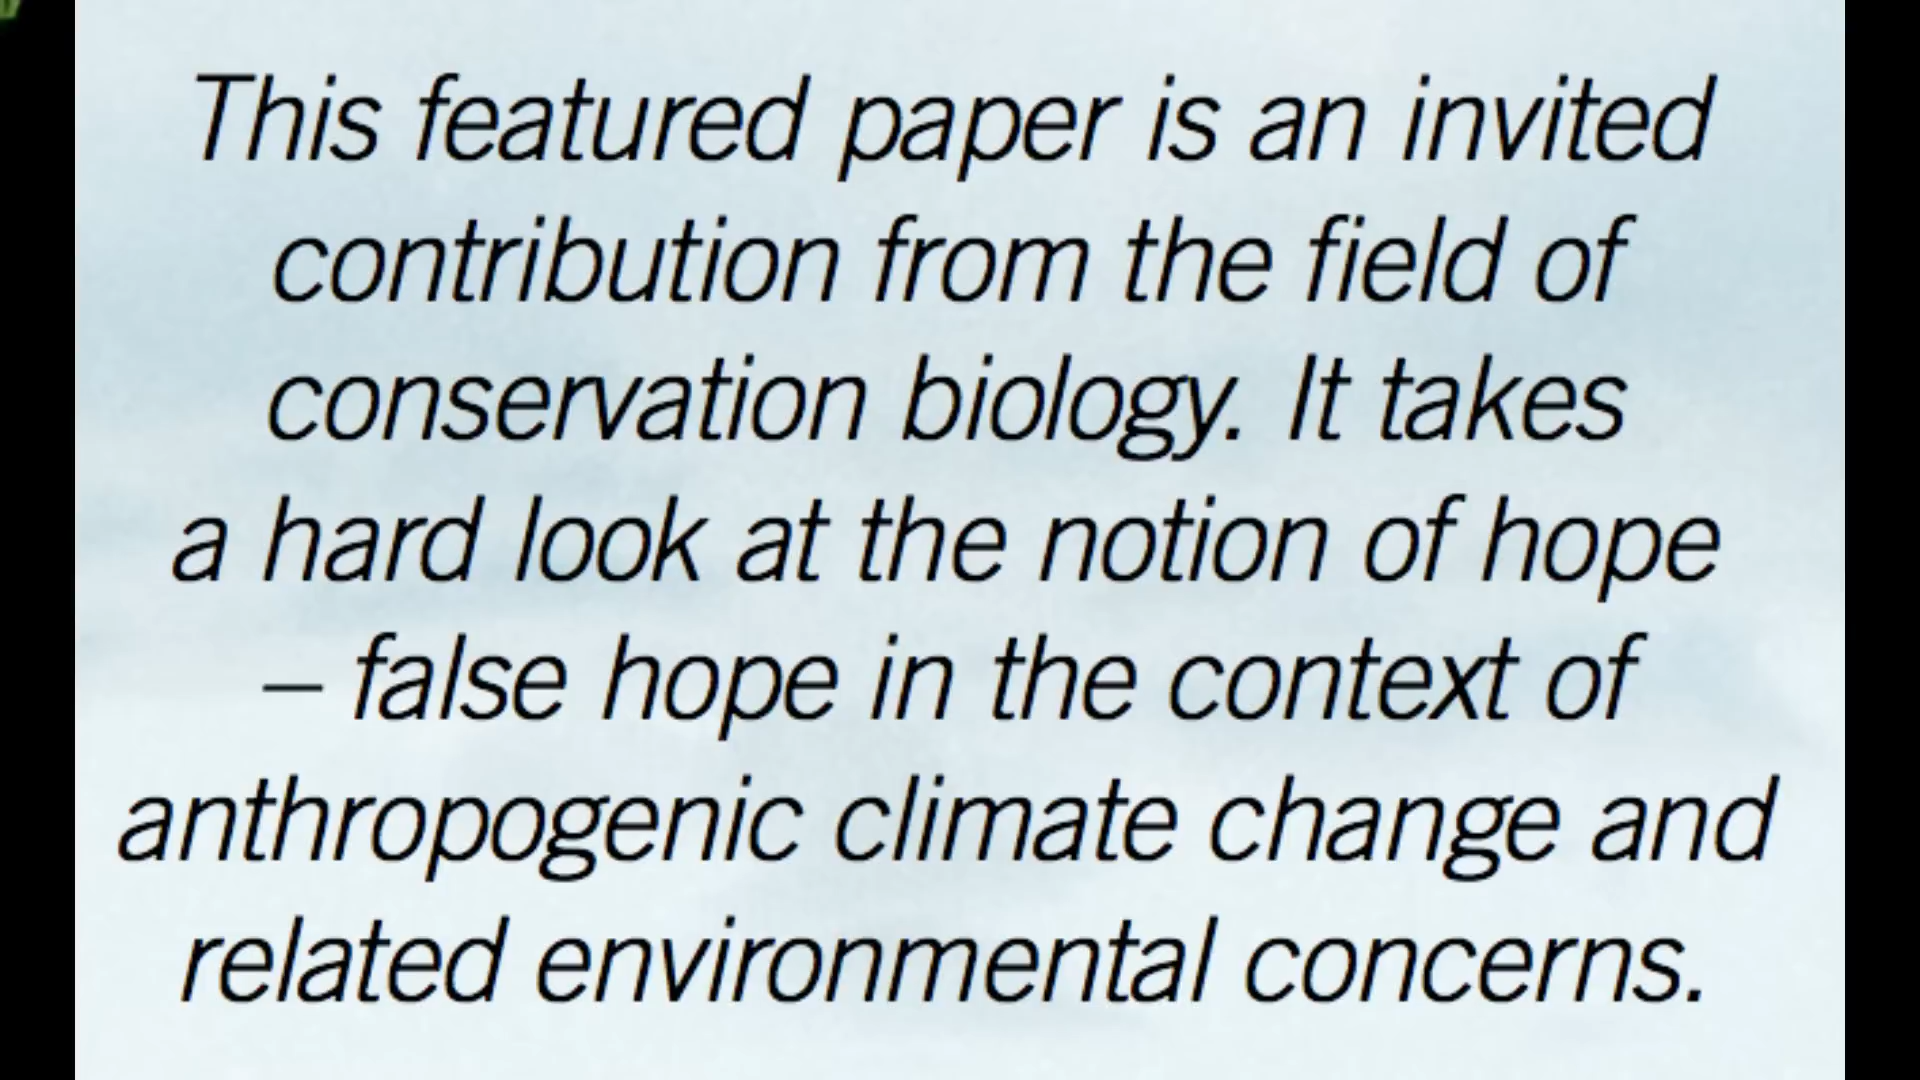 This featured paper is an invited
contribution from the field of
conservation biology. It takes
a hard look at the notion of hope
– false hope in the context of
anthropogenic climate change and
related environmental concerns.